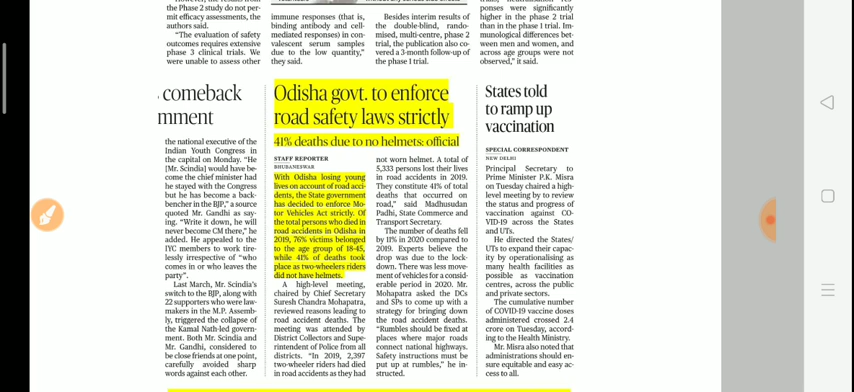 the Phase 2 study do not per-
mit efficacy assessments, the
authors said.
"The evaluation of safety
outcomes requires extensive
phase 3 clinical trials. We
were unable to assess other
immune responses (that is,
binding antibody and cell-
mediated responses) in con-
valescent serum samples
due to the low quantity,"
they said.
Besides interim results of
the double-blind, random-
ised, multi-centre, phase 2
trial, the publication also co-
vered a 3-month follow-up of
the phase 1 trial.
ponses were significantly
higher in the phase 2 trial
than in the phase 1 trial. Im-
munological differences bet-
ween men and women, and
across age groups were not
observed," it said.
comeback
mment
the national executive of the
Indian Youth Congress in
the capital on Monday. "He
[Mr. Scindia] would have be-
come the chief minister had
he stayed with the Congress
but he has become a back-
bencher in the BJP," a source
quoted Mr. Gandhi as say-
ing. "Write it down, he will
never become CM there," he
added. He appealed to the
IYC members to work tire-
lessly irrespective of "who
comes in or who leaves the
party".
Last March, Mr. Scindia's
switch to the BJP, along with
22 supporters who were law-
makers in the M.P. Assemb-
ly, triggered the collapse of
the Kamal Nath-led govern-
ment. Both Mr. Scindia and
Mr. Gandhi, considered to
be close friends at one point,
carefully avoided sharp
words against each other.
Odisha govt. to enforce
road safety laws strictly
41% deaths due to no helmets: official
STAFF REPORTER
BHUBANESWAR
With Odisha losing young
lives on account of road acci-
dents, the State government
has decided to enforce Mo-
tor Vehicles Act strictly. Of
the total persons who died in
road accidents in Odisha in
2019, 76% victims belonged
to the age group of 18-45,
while 41% of deaths took
place as two-wheelers riders
did not have helmets.
A high-level meeting,
chaired by Chief Secretary
Suresh Chandra Mohapatra,
reviewed reasons leading to
road accident deaths. The
meeting was attended by
District Collectors and Supe-
rintendent of Police from all
districts. "In 2019, 2,397
two-wheeler riders had died
in road accidents as they had
not worn helmet. A total of
5,333 persons lost their lives
in road accidents in 2019.
They constitute 41% of total
deaths that occurred on
road," said Madhusudan
Padhi, State Commerce and
Transport Secretary.
The number of deaths fell
by 11% in 2020 compared to
2019. Experts believe the
drop was due to the lock-
down. There was less move-
ment of vehicles for a consid-
erable period in 2020. Mr.
Mohapatra asked the DCs
and SPs to come up with a
strategy for bringing down
the road accident deaths.
"Rumbles should be fixed at
places where major roads
connect national highways.
Safety instructions must be
put up at rumbles," he in-
structed.
States told
to ramp up
vaccination
SPECIAL CORRESPONDENT
NEW DELHI
Principal Secretary to
Prime Minister P.K. Misra
on Tuesday chaired a high-
level meeting by to review
the status and progress of
vaccination against CO-
VID-19 across the States
and UTs.
He directed the States/
UTs to expand their capac-
ity by operationalising as
many health facilities as
possible as vaccination
centres, across the public
and private sectors.
The cumulative number
of COVID-19 vaccine doses
administered crossed 2.4
crore on Tuesday, accord-
ing to the Health Ministry.
Mr. Misra also noted that
administrations should en-
sure equitable and easy ac-
cess to all.